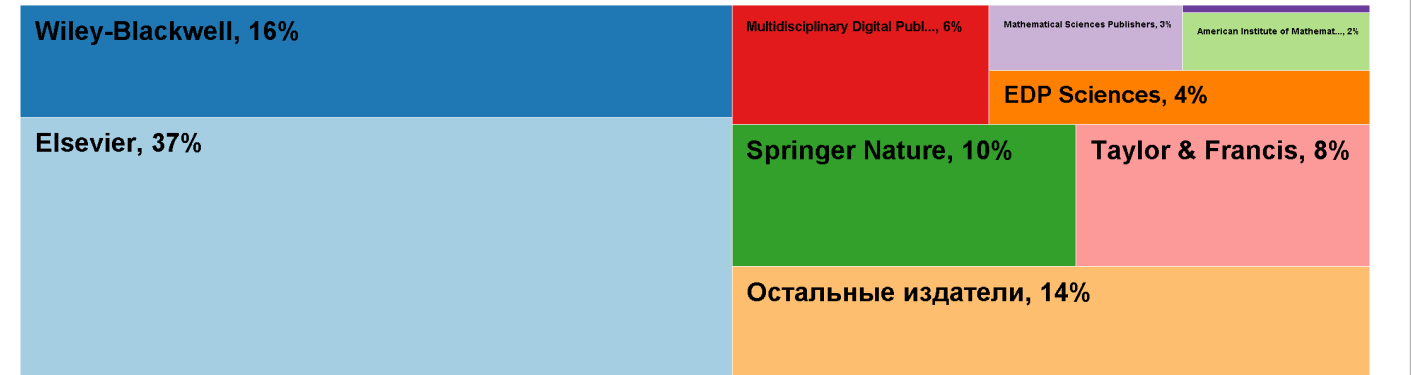 Wiley-Blackwell, 16%
Multidisciplinary Digital Publ..., 6%
Mathematical Sciences Publishers, 3%
American Institute of Mathemat..., 2%
EDP Sciences, 4%
Elsevier, 37%
Springer Nature, 10%
Taylor & Francis, 8%
Остальные издатели, 14%